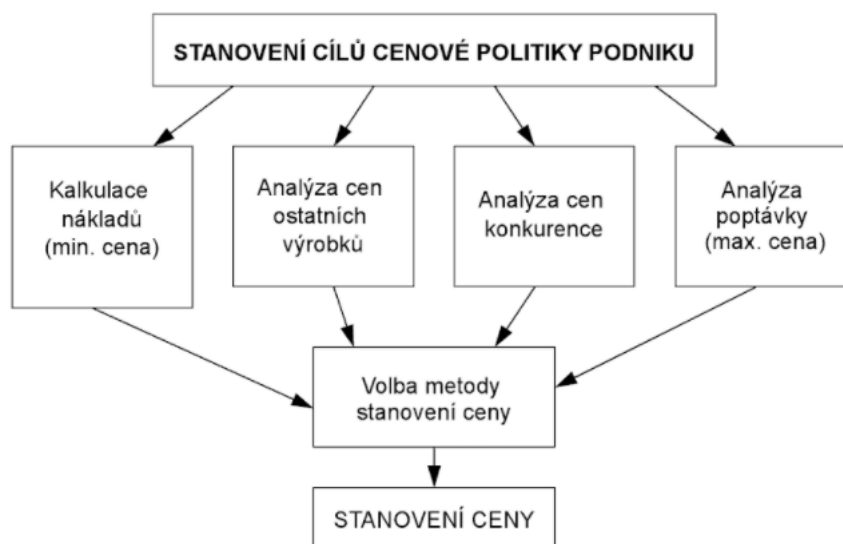 STANOVENÍ CÍLŮ CENOVÉ POLITIKY PODNIKU
Kalkulace
nákladů
(min. cena)
Analýza cen
ostatních
výrobků
Analýza cen
konkurence
Analýza
poptávky
(max. cena)
Volba metody
stanovení ceny
STANOVENÍ CENY